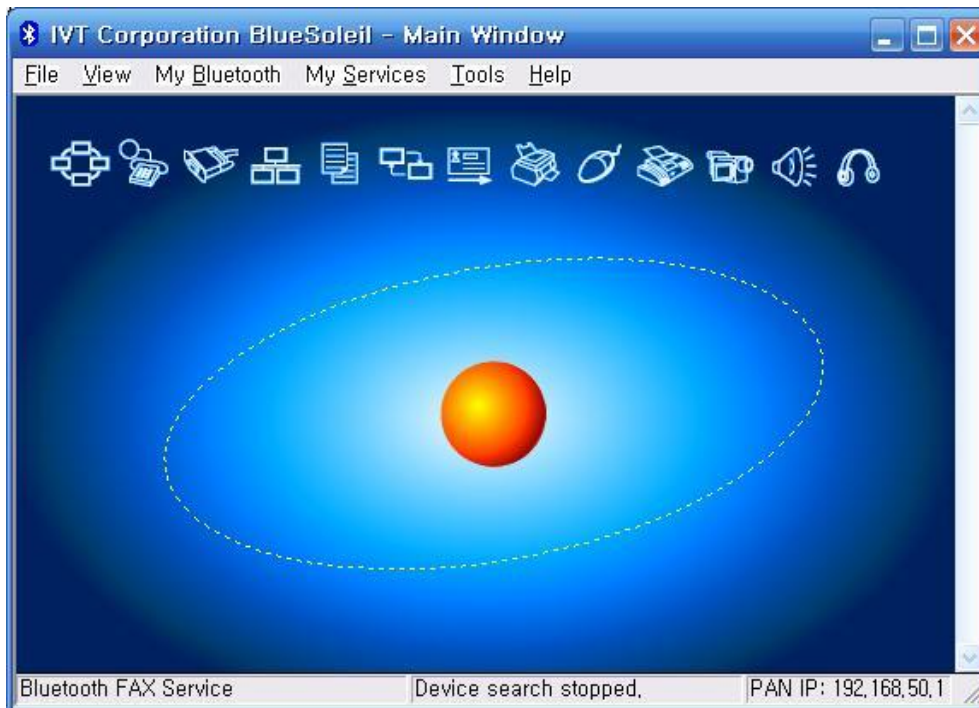 IVT Corporation BlueSoleil - Main Window
File View My Bluetooth My Services Tools Help
Bluetooth FAX Service Device search stopped. PAN IP: 192.168.50.1